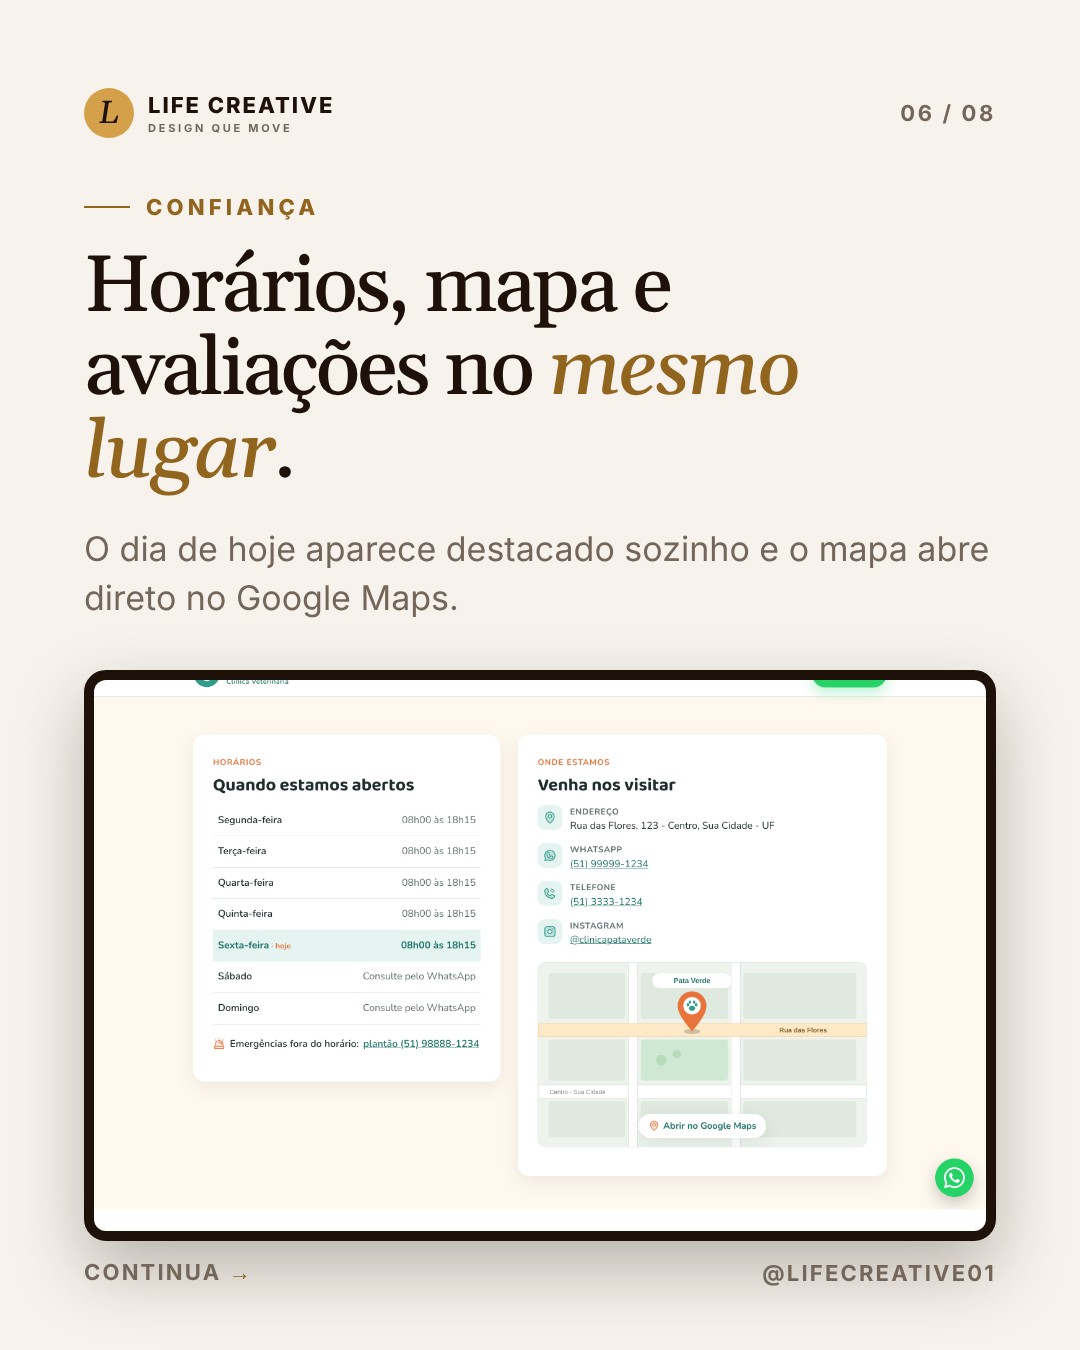 L
LIFE CREATIVE
DESIGN QUE MOVE
06 / 08
CONFIANÇA
Horários, mapa e
avaliações no mesmo
lugar.
O dia de hoje aparece destacado sozinho e o mapa abre
direto no Google Maps.
Clínica Veterinária
HORÁRIOS
Quando estamos abertos
Segunda-feira 08h00 às 18h15
Terça-feira 08h00 às 18h15
Quarta-feira 08h00 às 18h15
Quinta-feira 08h00 às 18h15
Sexta-feira · hoje 08h00 às 18h15
Sábado Consulte pelo WhatsApp
Domingo Consulte pelo WhatsApp
Emergências fora do horário: plantão (51) 98888-1234
ONDE ESTAMOS
Venha nos visitar
ENDEREÇO
Rua das Flores, 123 - Centro, Sua Cidade - UF
WHATSAPP
(51) 99999-1234
TELEFONE
(51) 3333-1234
INSTAGRAM
@clinicapataverde
Pata Verde
Rua das Flores
Centro - Sua Cidade
Abrir no Google Maps
CONTINUA →
@LIFECREATIVE01